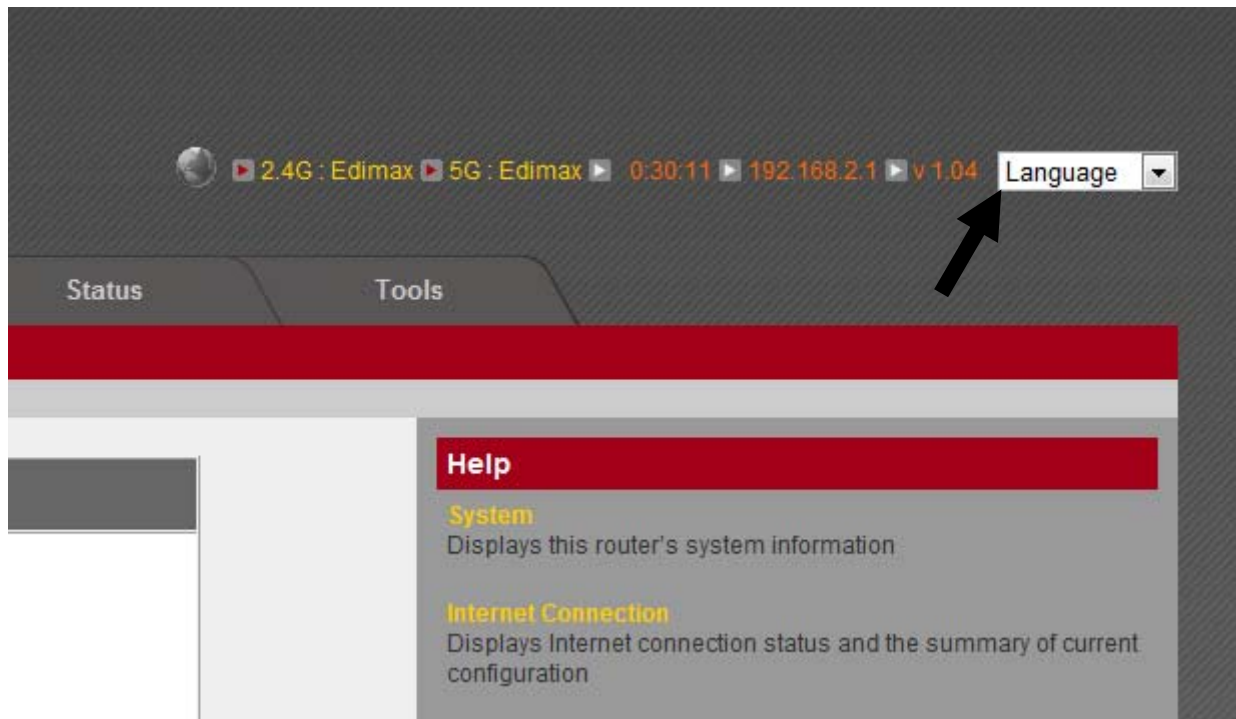 2.4G : Edimax 5G : Edimax 0:30:11 192.168.2.1 v 1.04 Language
Status Tools
Help
System
Displays this router's system information
Internet Connection
Displays Internet connection status and the summary of current
configuration